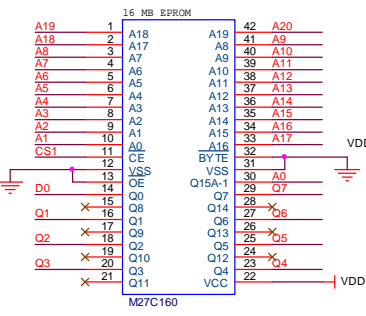 16 MB EPROM
A19 1 A18 A19 42 A20
A18 2 A17 A8 41 A9
A8 3 A7 A9 40 A10
A7 4 A6 A10 39 A11
A6 5 A5 A11 38 A12
A5 6 A4 A12 37 A13
A4 7 A3 A13 36 A14
A3 8 A2 A14 35 A15
A2 9 A1 A15 34 A16
A1 10 A0 A16 33 A17
CS1 11 CE BYTE 32
12 VSS VSS 31
13 OE Q15A-1 30 A0
D0 14 Q0 Q7 29 Q7
15 Q8 Q14 28
Q1 16 Q1 Q6 27 Q6
17 Q9 Q13 26
Q2 18 Q2 Q5 25 Q5
19 Q10 Q12 24
Q3 20 Q3 Q4 23 Q4
21 Q11 VCC 22 VDD
M27C160